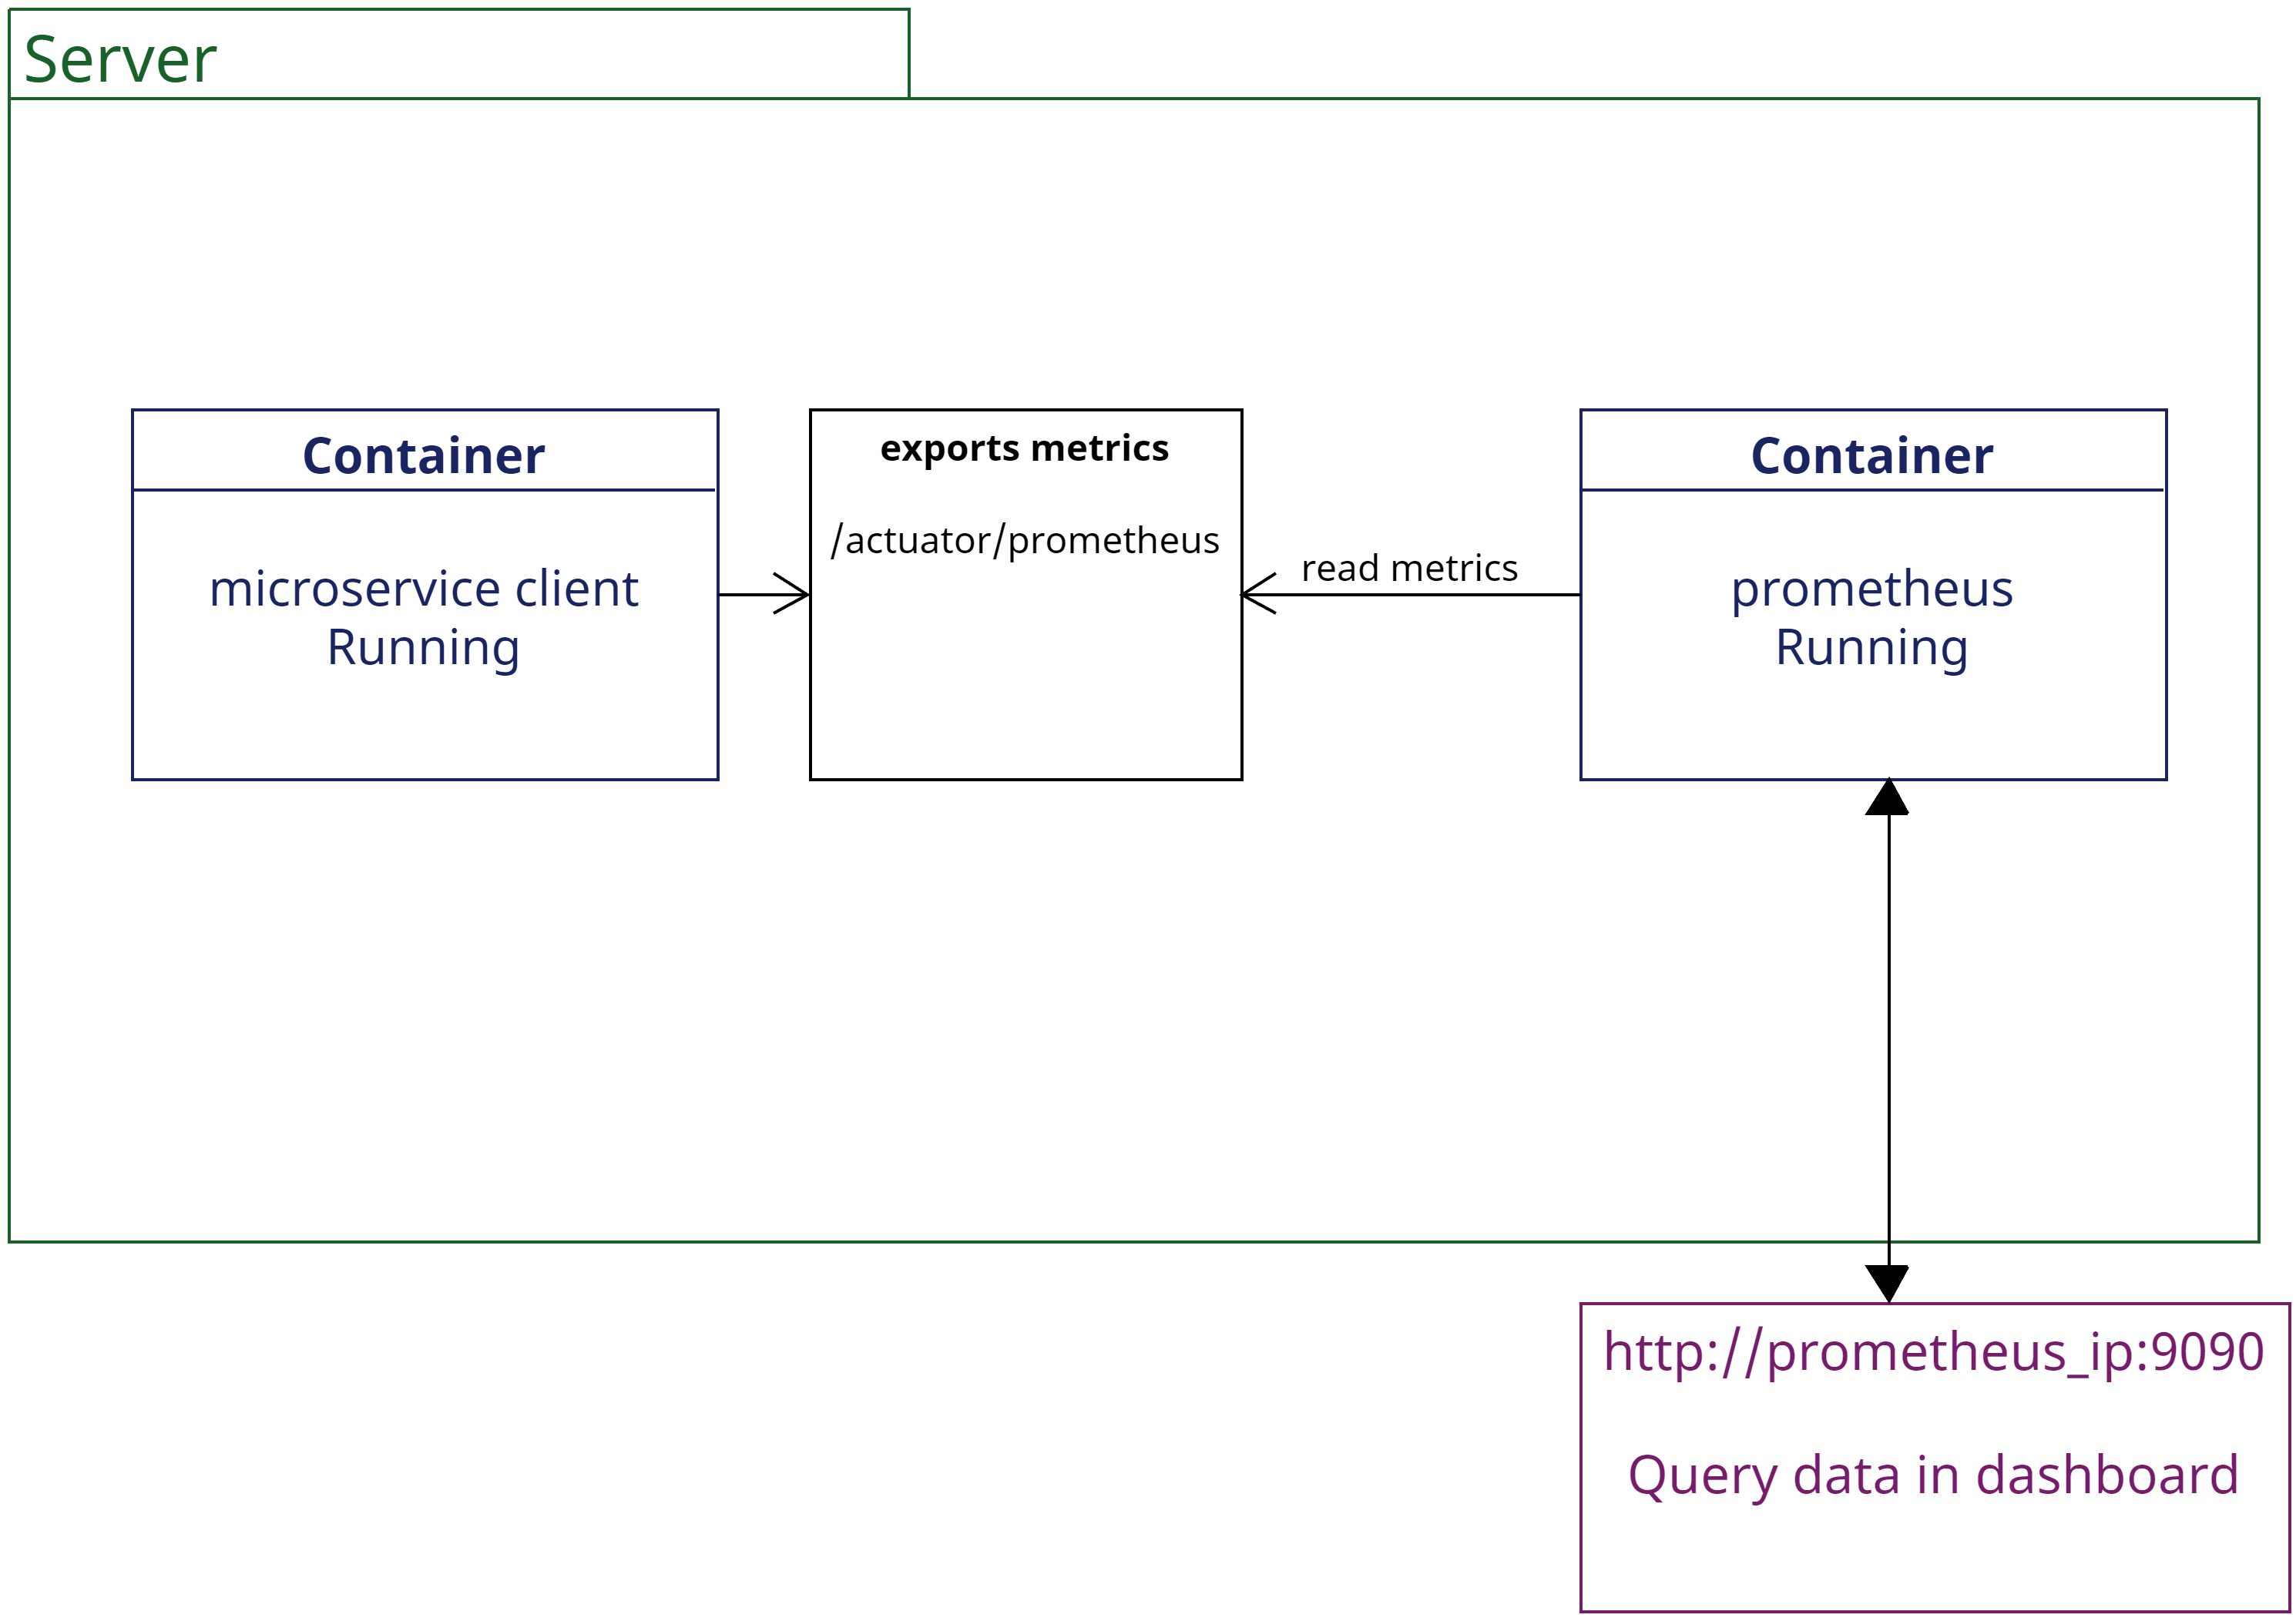 Server
Container
microservice client
Running
exports metrics
/actuator/prometheus
read metrics
Container
prometheus
Running
http://prometheus_ip:9090
Query data in dashboard